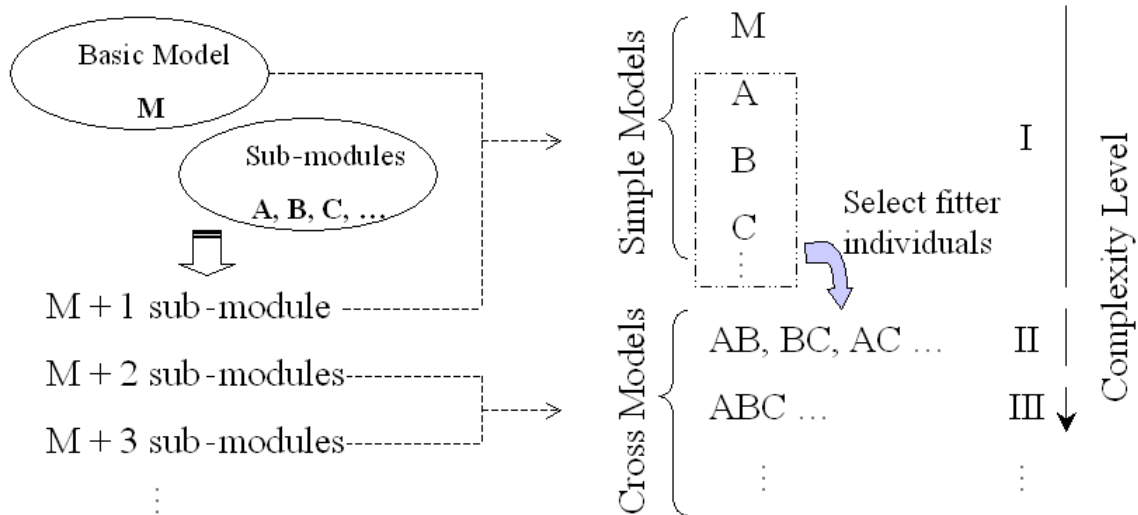 Basic Model
M
Sub-modules
A, B, C, ...
M + 1 sub-module
M + 2 sub-modules
M + 3 sub-modules
⋮
Simple Models
M
A
B
C
⋮
Select fitter
individuals
I
Cross Models
AB, BC, AC ...
II
ABC ...
III
⋮
⋮
Complexity Level